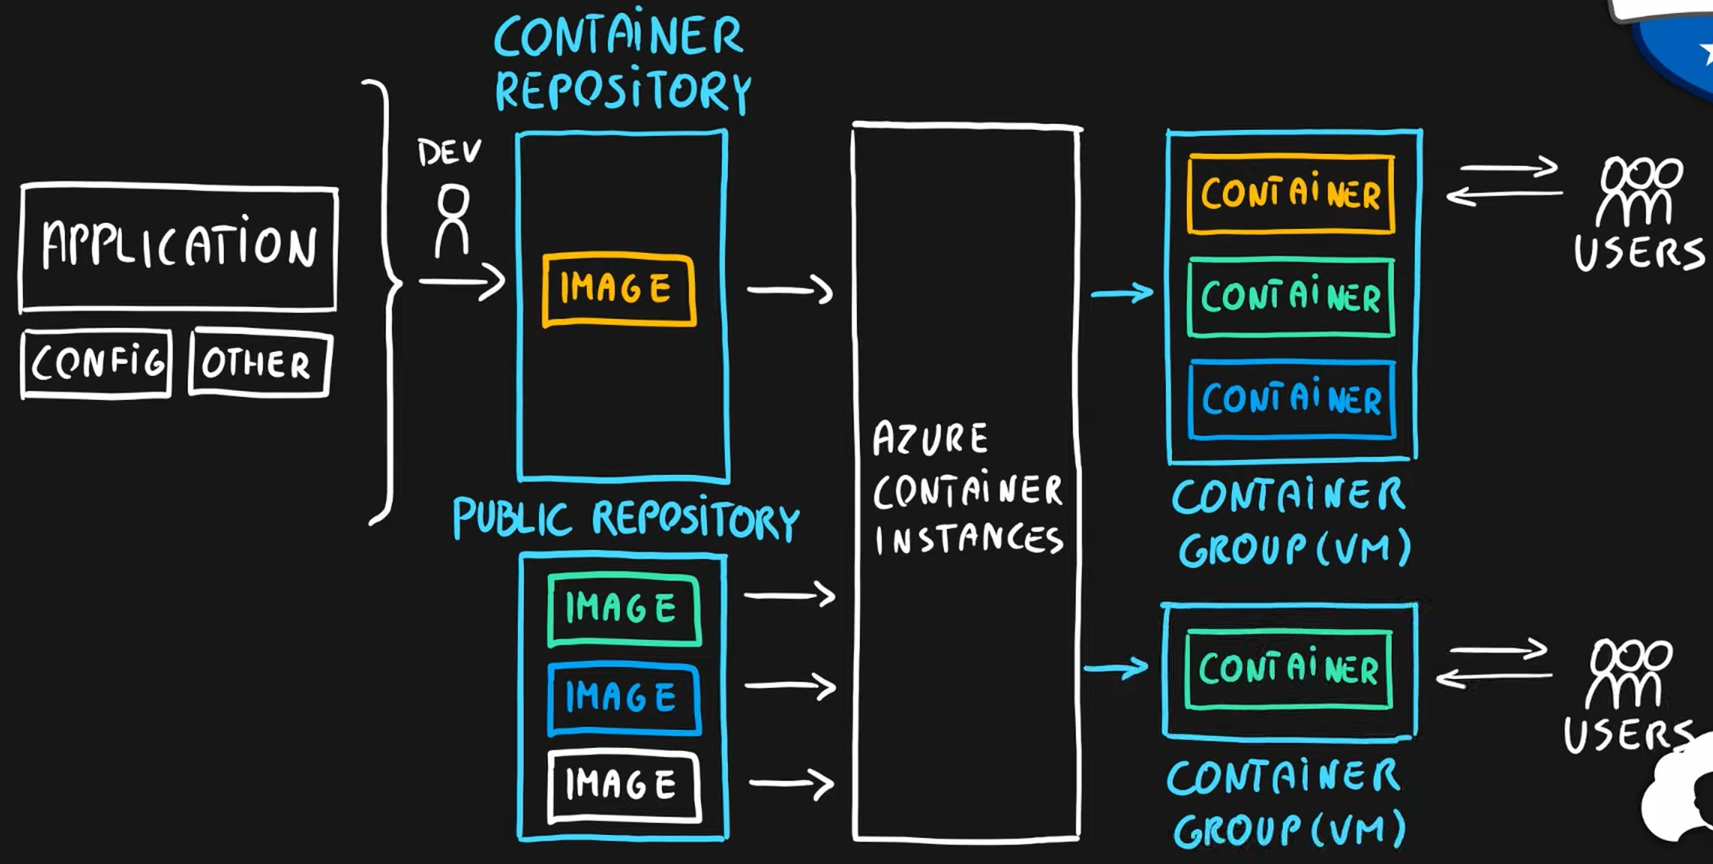 CONTAINER
REPOSITORY
DEV
APPLICATION
CONFIG
OTHER
IMAGE
PUBLIC REPOSITORY
IMAGE
IMAGE
IMAGE
AZURE
CONTAINER
INSTANCES
CONTAINER
CONTAINER
CONTAINER
CONTAINER
GROUP (VM)
USERS
CONTAINER
CONTAINER
GROUP (VM)
USERS